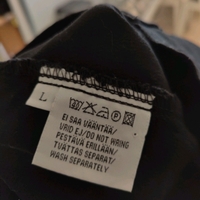 L
EI SAA VÄÄNTÄÄ/
VRID EJ/DO NOT WRING
PESTÄVÄ ERILLÄÄN/
TVÄTTAS SEPARAT/
WASH SEPARATELY